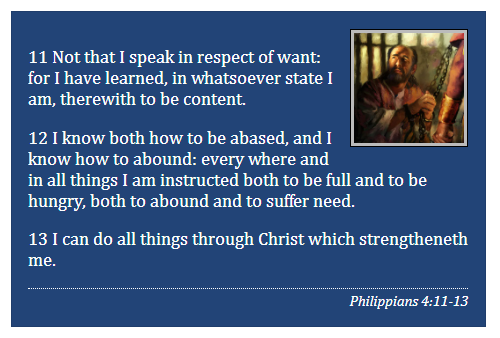 11 Not that I speak in respect of want:
for I have learned, in whatsoever state I
am, therewith to be content.
12 I know both how to be abased, and I
know how to abound: every where and
in all things I am instructed both to be full and to be
hungry, both to abound and to suffer need.
13 I can do all things through Christ which strengtheneth
me.
Philippians 4:11-13